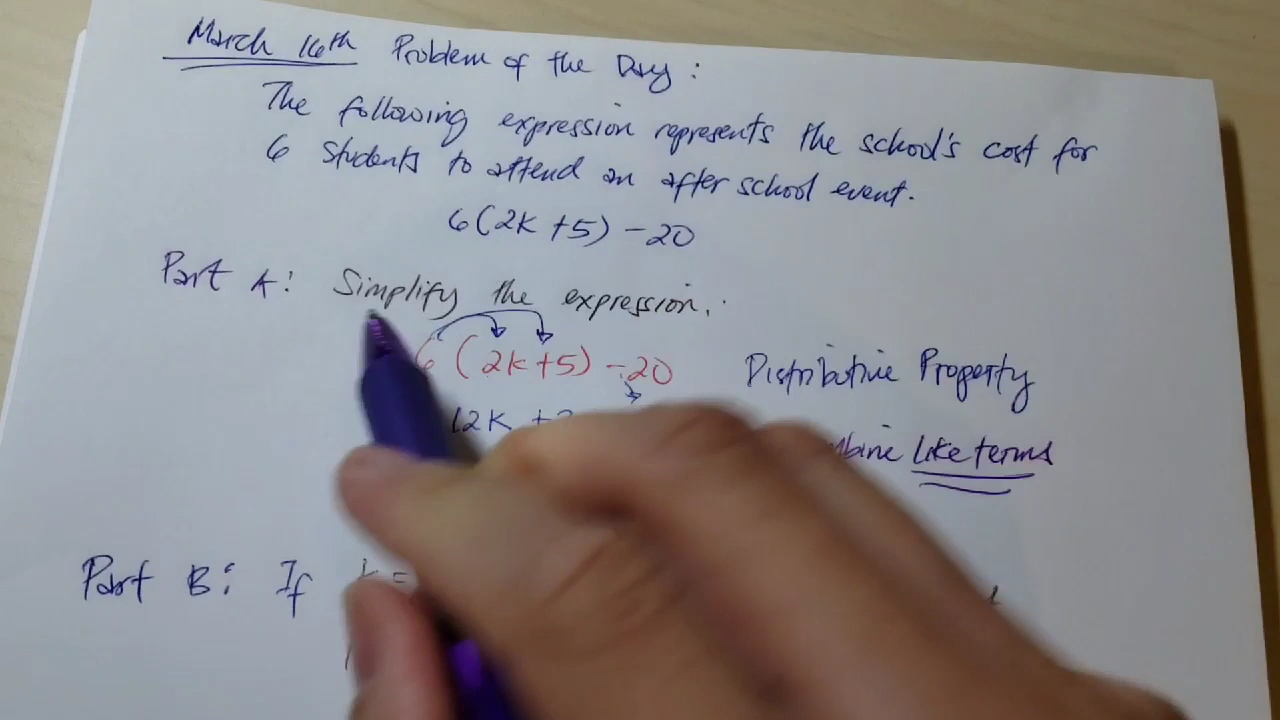 March 16th Problem of the Day:
The following expression represents the school's cost for
6 students to attend an after school event.
6(2k+5)-20
Part A: Simplify the expression.
6(2k+5)-20 Distributive Property
12k + like terms
Part B: If